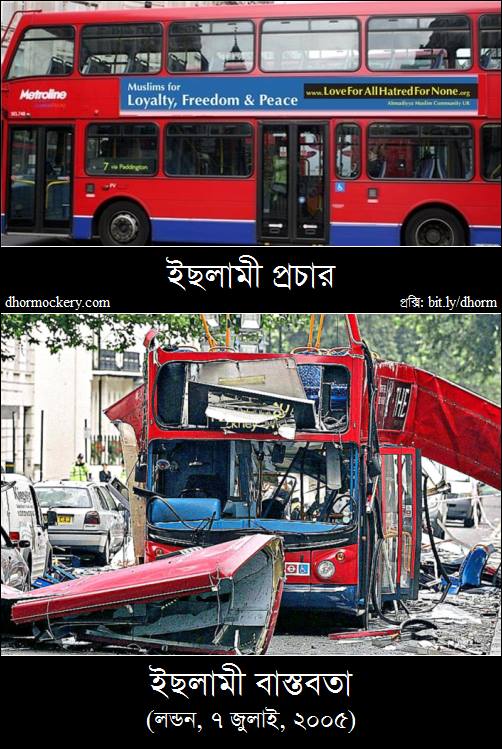 Metroline
Muslims for
Loyalty, Freedom & Peace
www.LoveForAllHatredForNone.org
Ahmadiyya Muslim Community UK
7 via Paddington
ইছলামী প্রচার
dhormockery.com
প্রক্সি: bit.ly/dhorm
THE
ইছলামী বাস্তবতা
(লন্ডন, ৭ জুলাই, ২০০৫)